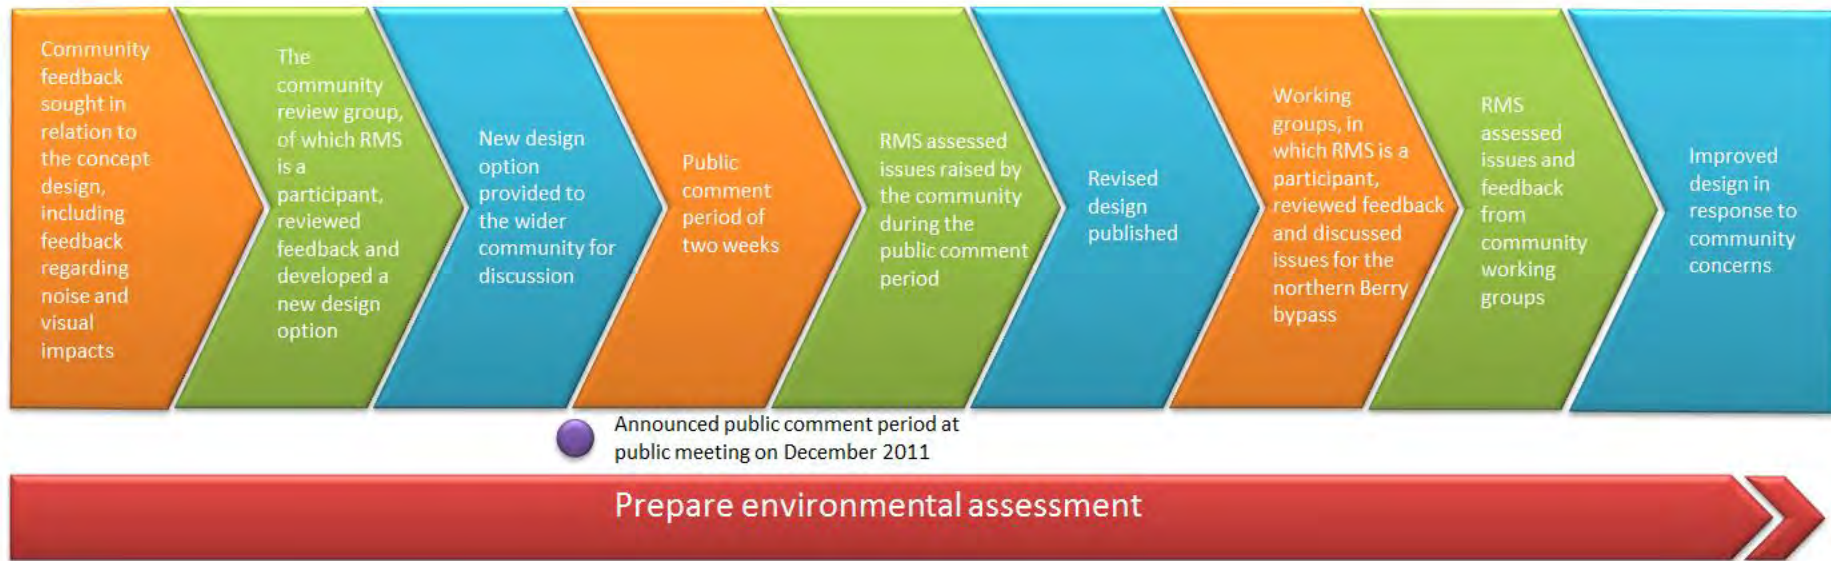 Community
feedback
sought in
relation to
the concept
design,
including
feedback
regarding
noise and
visual
impacts
The
community
review group,
of which RMS
is a
participant,
reviewed
feedback and
developed a
new design
option
New design
option
provided to
the wider
community for
discussion
Public
comment
period of
two weeks
RMS assessed
issues raised by
the community
during the
public comment
period
Revised
design
published
Working
groups, in
which RMS is a
participant,
reviewed feedback
and discussed
issues for the
northern Berry
bypass
RMS
assessed
issues and
feedback
from
community
working
groups
Improved
design in
response to
community
concerns
Announced public comment period at
public meeting on December 2011
Prepare environmental assessment